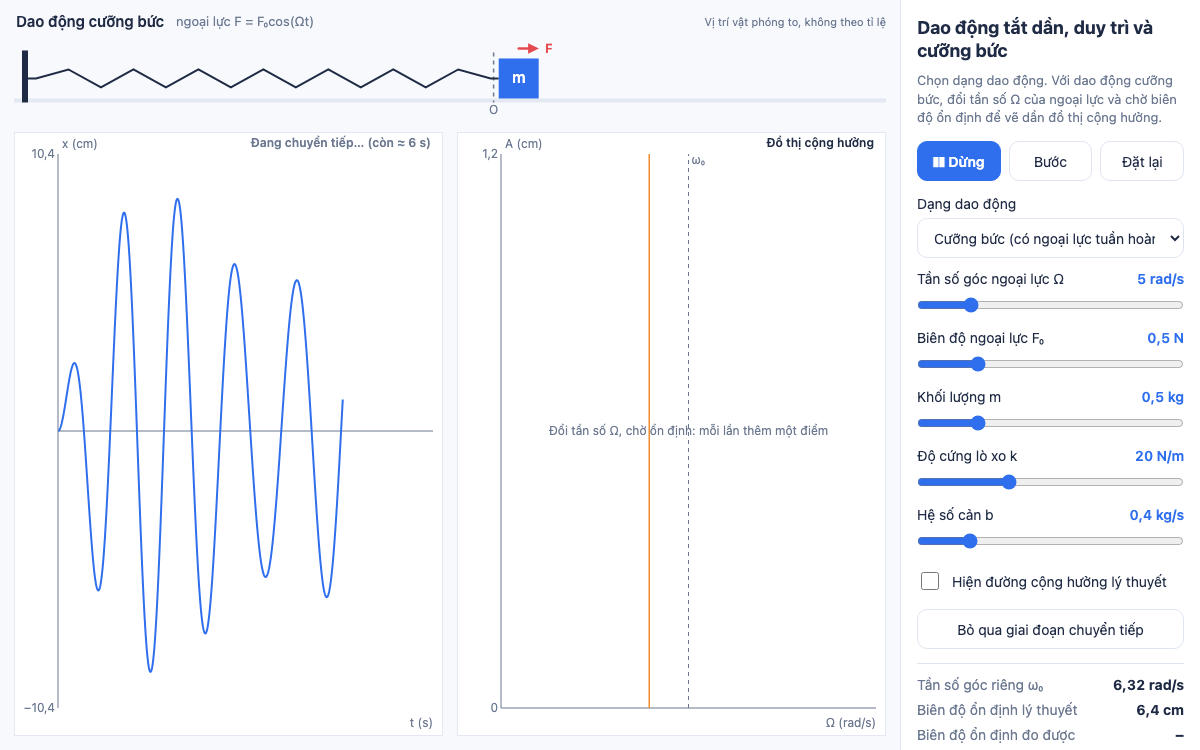 Dao động cưỡng bức ngoại lực F = F₀cos(Ωt)
Vị trí vật phóng to, không theo tỉ lệ
F
m
O
x (cm)
Đang chuyển tiếp... (còn ≈ 6 s)
10,4
−10,4
t (s)
A (cm)
Đồ thị cộng hưởng
1,2
ω₀
Đổi tần số Ω, chờ ổn định: mỗi lần thêm một điểm
0
Ω (rad/s)
Dao động tắt dần, duy trì và
cưỡng bức
Chọn dạng dao động. Với dao động cưỡng
bức, đổi tần số Ω của ngoại lực và chờ biên
độ ổn định để vẽ dần đồ thị cộng hưởng.
Dừng
Bước
Đặt lại
Dạng dao động
Cưỡng bức (có ngoại lực tuần hoàn
Tần số góc ngoại lực Ω 5 rad/s
Biên độ ngoại lực F₀ 0,5 N
Khối lượng m 0,5 kg
Độ cứng lò xo k 20 N/m
Hệ số cản b 0,4 kg/s
Hiện đường cộng hưởng lý thuyết
Bỏ qua giai đoạn chuyển tiếp
Tần số góc riêng ω₀ 6,32 rad/s
Biên độ ổn định lý thuyết 6,4 cm
Biên độ ổn định đo được –